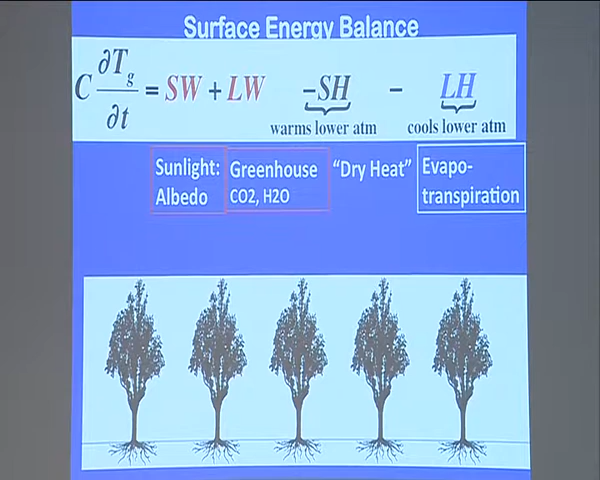 Surface Energy Balance
C ∂T_g/∂t = SW + LW −SH − LH
warms lower atm cools lower atm
Sunlight: Greenhouse "Dry Heat" Evapo-
Albedo CO2, H2O transpiration